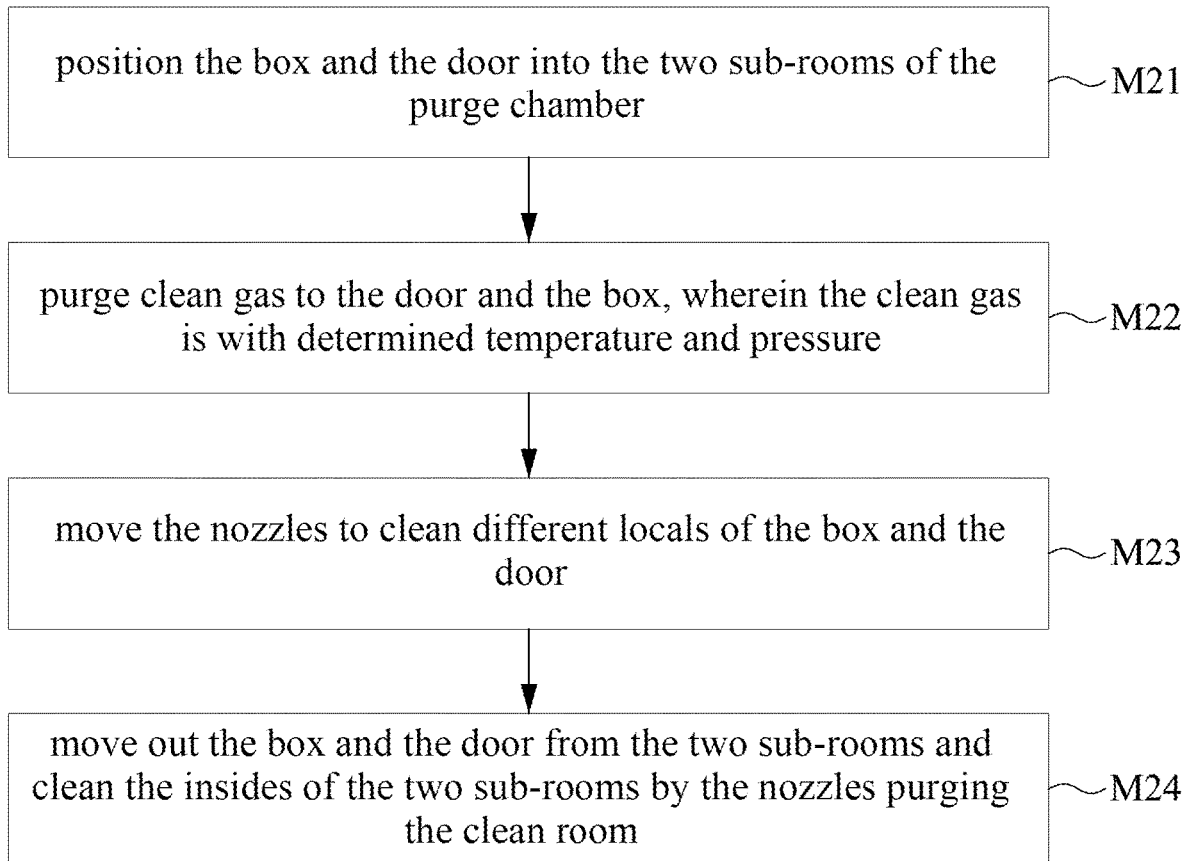 position the box and the door into the two sub-rooms of the
purge chamber
M21
purge clean gas to the door and the box, wherein the clean gas
is with determined temperature and pressure
M22
move the nozzles to clean different locals of the box and the
door
M23
move out the box and the door from the two sub-rooms and
clean the insides of the two sub-rooms by the nozzles purging
the clean room
M24